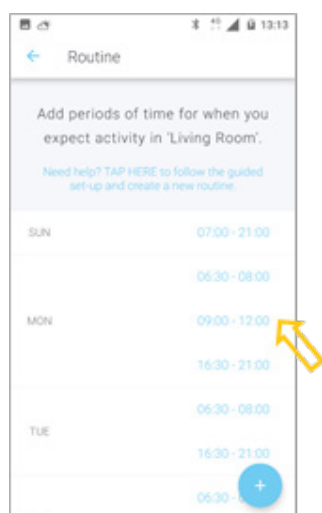 13:13
Routine
Add periods of time for when you
expect activity in 'Living Room'.
Need help? TAP HERE to follow the guided
set-up and create a new routine.
SUN 07:00 - 21:00
06:30 - 08:00
MON 09:00 - 12:00
16:30 - 21:00
06:30 - 08:00
TUE
16:30 - 21:00
06:30 -
+